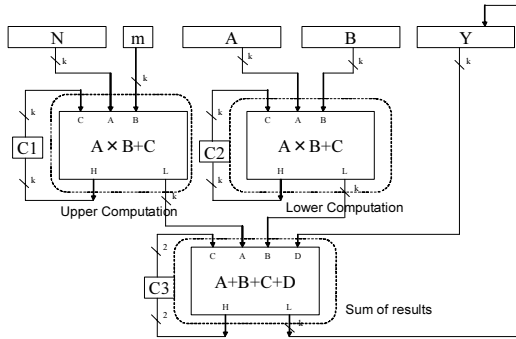 N m A B Y
k k k k k
k C A B k C A B
C1 A×B+C C2 A×B+C
k H L k H L
k k
Upper Computation Lower Computation
2 C A B D
C3 A+B+C+D
2 H L Sum of results
k